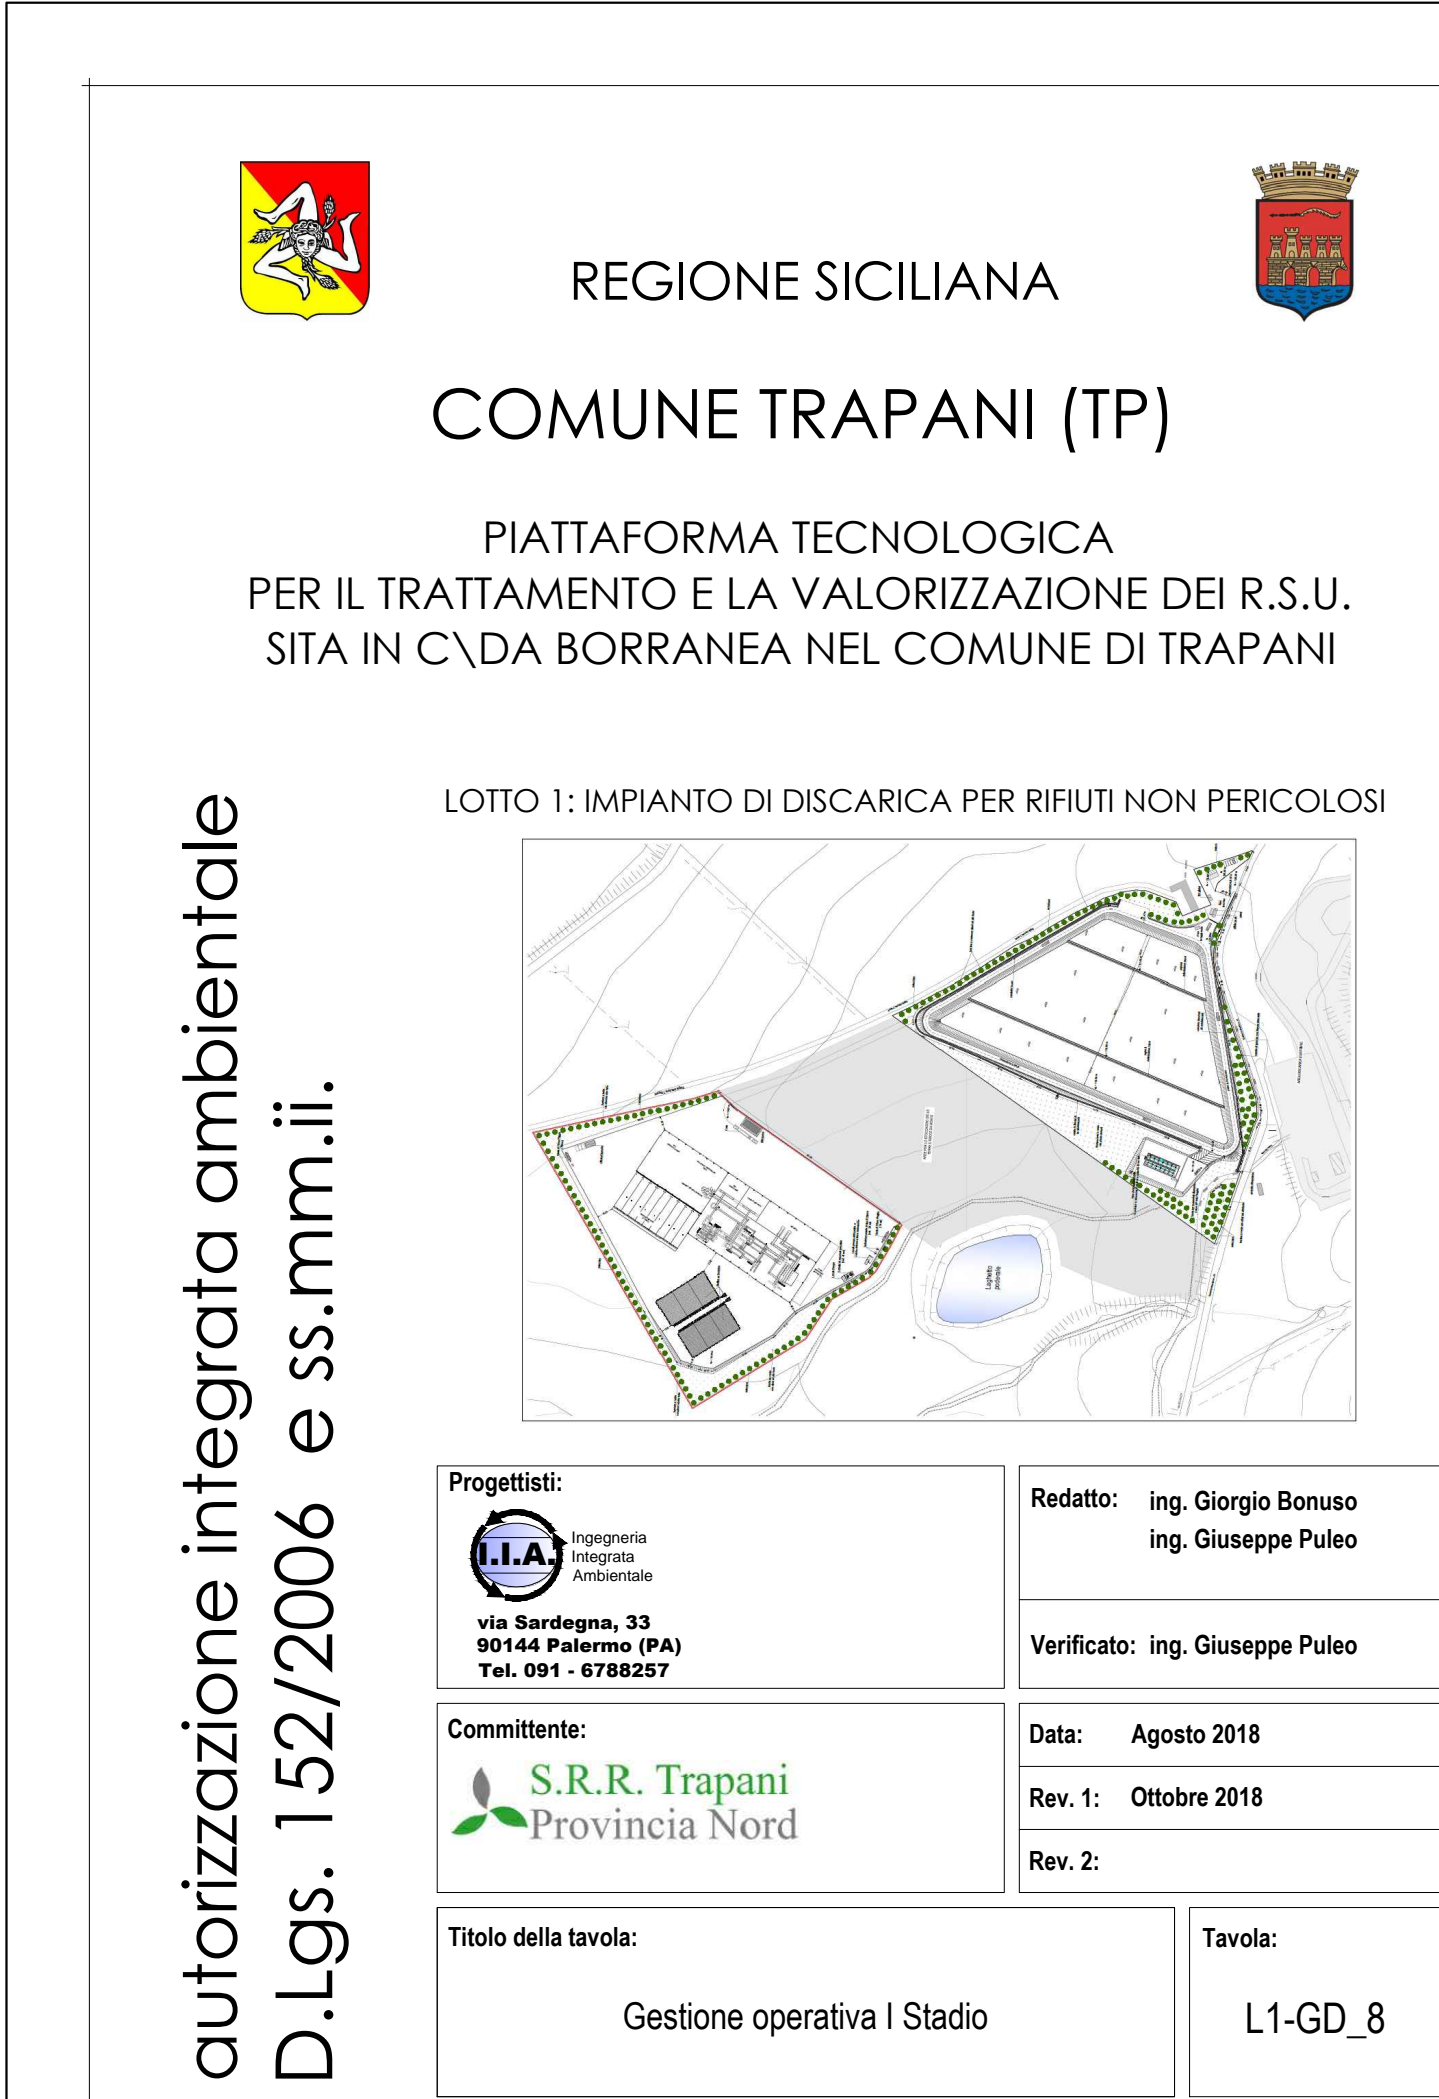 REGIONE SICILIANA
COMUNE TRAPANI (TP)
PIATTAFORMA TECNOLOGICA
PER IL TRATTAMENTO E LA VALORIZZAZIONE DEI R.S.U.
SITA IN C\DA BORRANEA NEL COMUNE DI TRAPANI
autorizzazione integrata ambientale
D.Lgs. 152/2006 e ss.mm.ii.
LOTTO 1: IMPIANTO DI DISCARICA PER RIFIUTI NON PERICOLOSI
Laghetto
poderale
Progettisti:
I.I.A.
Ingegneria
Integrata
Ambientale
via Sardegna, 33
90144 Palermo (PA)
Tel. 091 - 6788257
Redatto: ing. Giorgio Bonuso
ing. Giuseppe Puleo
Verificato: ing. Giuseppe Puleo
Committente:
S.R.R. Trapani
Provincia Nord
Data: Agosto 2018
Rev. 1: Ottobre 2018
Rev. 2:
Titolo della tavola:
Gestione operativa I Stadio
Tavola:
L1-GD_8